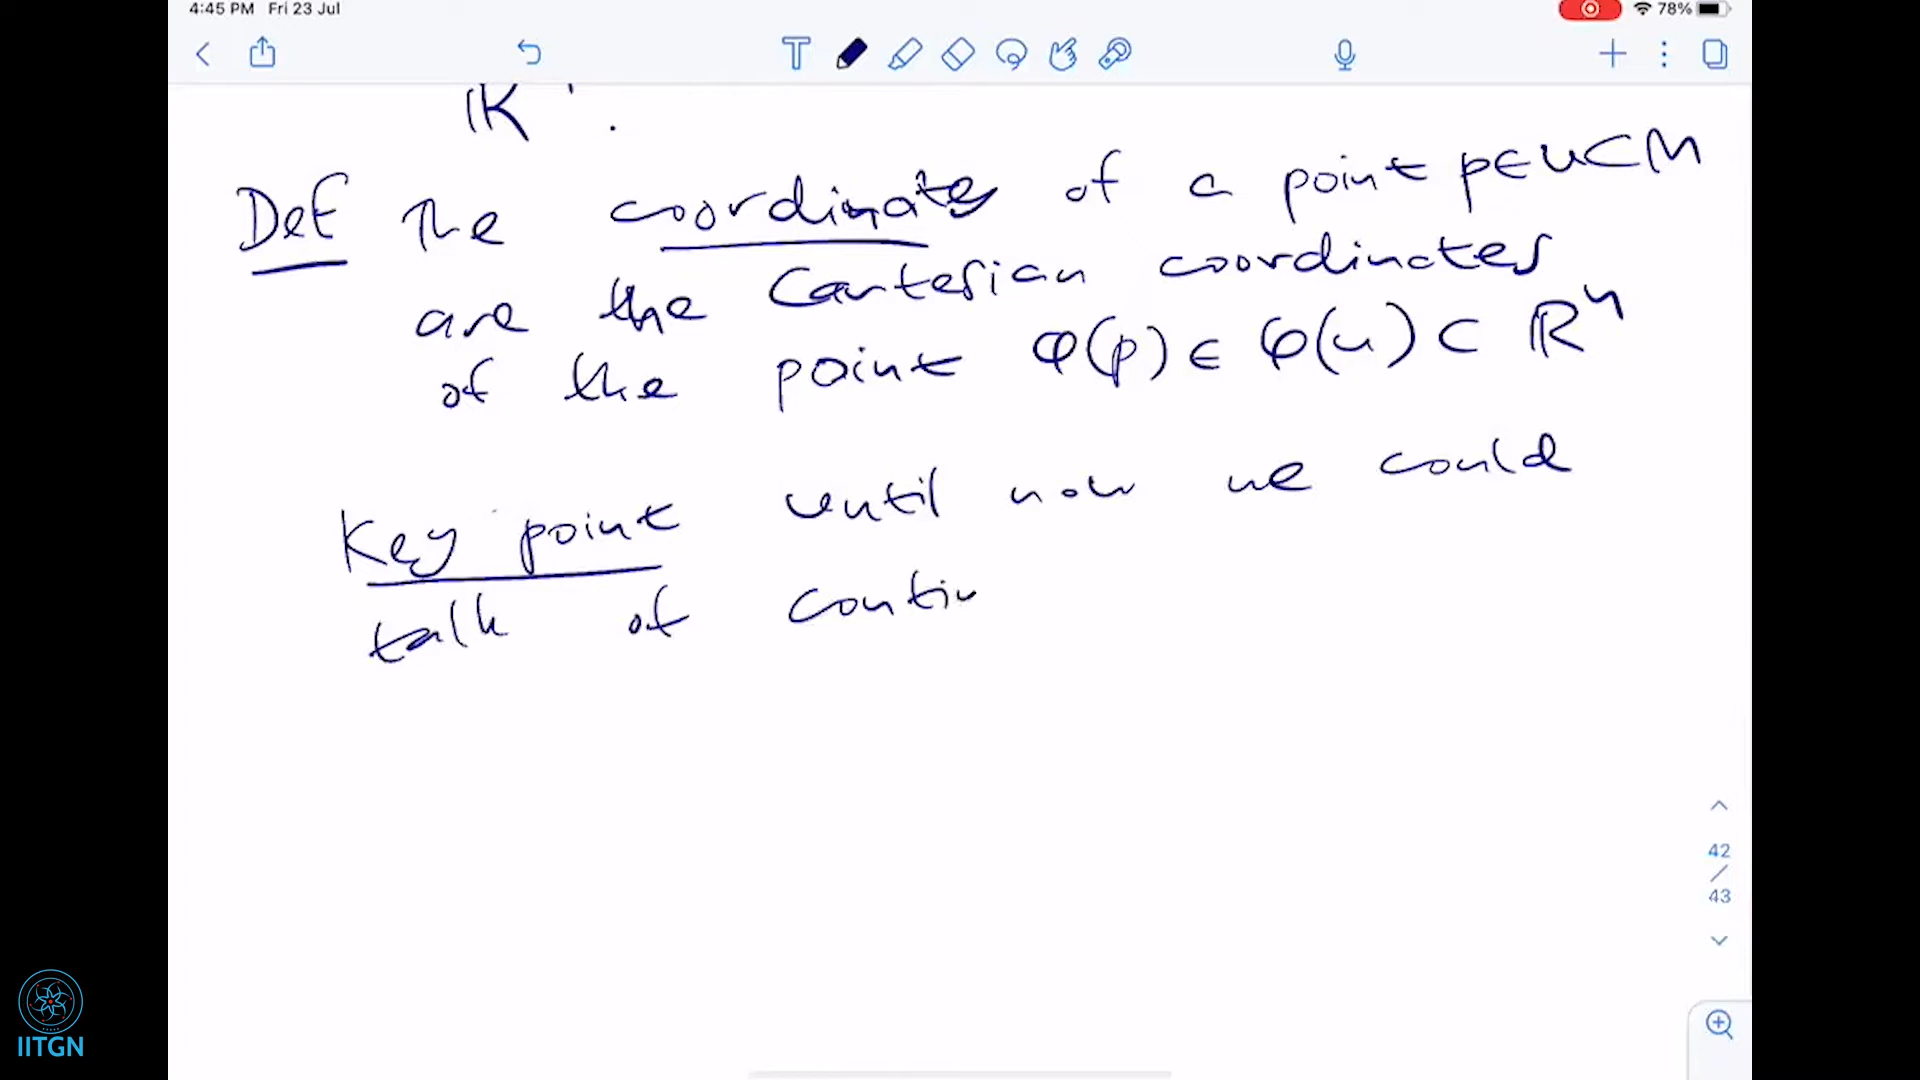 4:45 PM Fri 23 Jul
78%
T
Def The coordinates of a point p∈U⊂M
are the Cartesian coordinates
of the point φ(p) ∈ φ(u) ⊂ ℝⁿ
Key point until now we could
talk of contin
42
/
43
IITGN